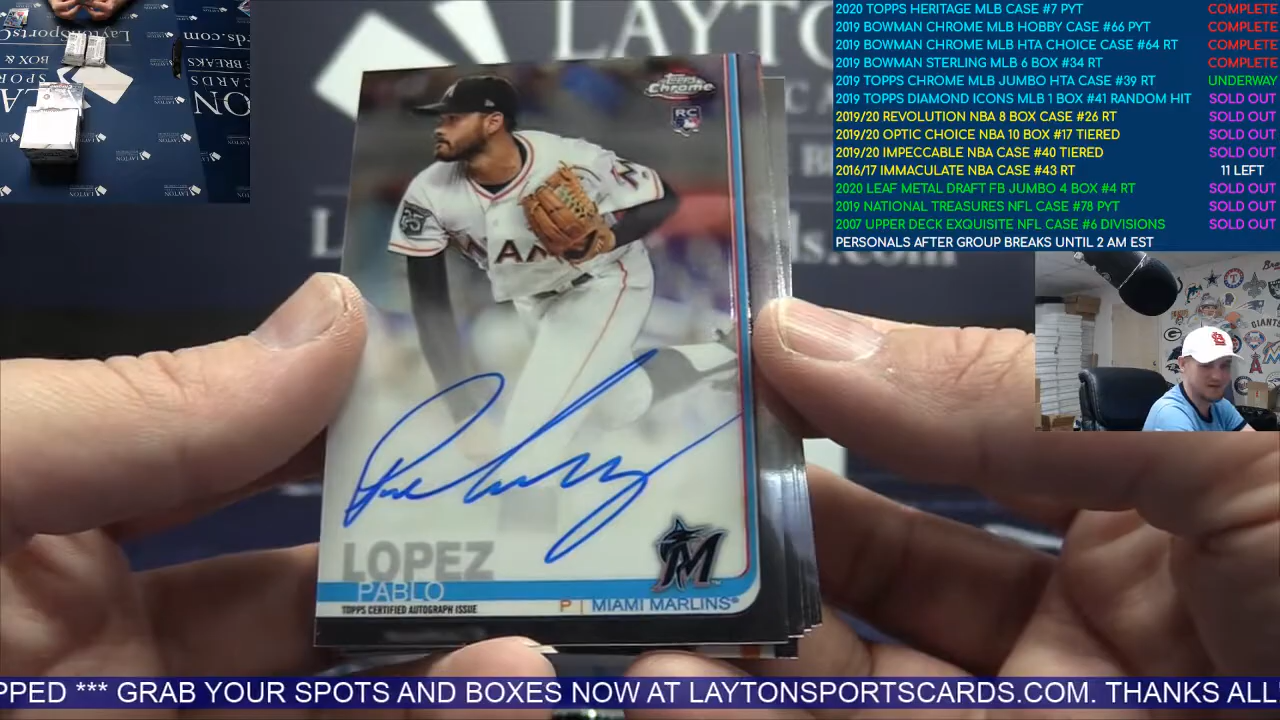 2020 TOPPS HERITAGE MLB CASE #7 PYT COMPLETE
2019 BOWMAN CHROME MLB HOBBY CASE #66 PYT COMPLETE
2019 BOWMAN CHROME MLB HTA CHOICE CASE #64 RT COMPLETE
2019 BOWMAN STERLING MLB 6 BOX #34 RT COMPLETE
2019 TOPPS CHROME MLB JUMBO HTA CASE #39 RT UNDERWAY
2019 TOPPS DIAMOND ICONS MLB 1 BOX #41 RANDOM HIT SOLD OUT
2019/20 REVOLUTION NBA 8 BOX CASE #26 RT SOLD OUT
2019/20 OPTIC CHOICE NBA 10 BOX #17 TIERED SOLD OUT
2019/20 IMPECCABLE NBA CASE #40 TIERED SOLD OUT
2016/17 IMMACULATE NBA CASE #43 RT 11 LEFT
2020 LEAF METAL DRAFT FB JUMBO 4 BOX #4 RT SOLD OUT
2019 NATIONAL TREASURES NFL CASE #78 PYT SOLD OUT
2007 UPPER DECK EXQUISITE NFL CASE #6 DIVISIONS SOLD OUT
PERSONALS AFTER GROUP BREAKS UNTIL 2 AM EST
LAYTON
Topps
Chrome
RC
LOPEZ
PABLO
TOPPS CERTIFIED AUTOGRAPH ISSUE
P | MIAMI MARLINS
PPED *** GRAB YOUR SPOTS AND BOXES NOW AT LAYTONSPORTSCARDS.COM. THANKS ALL